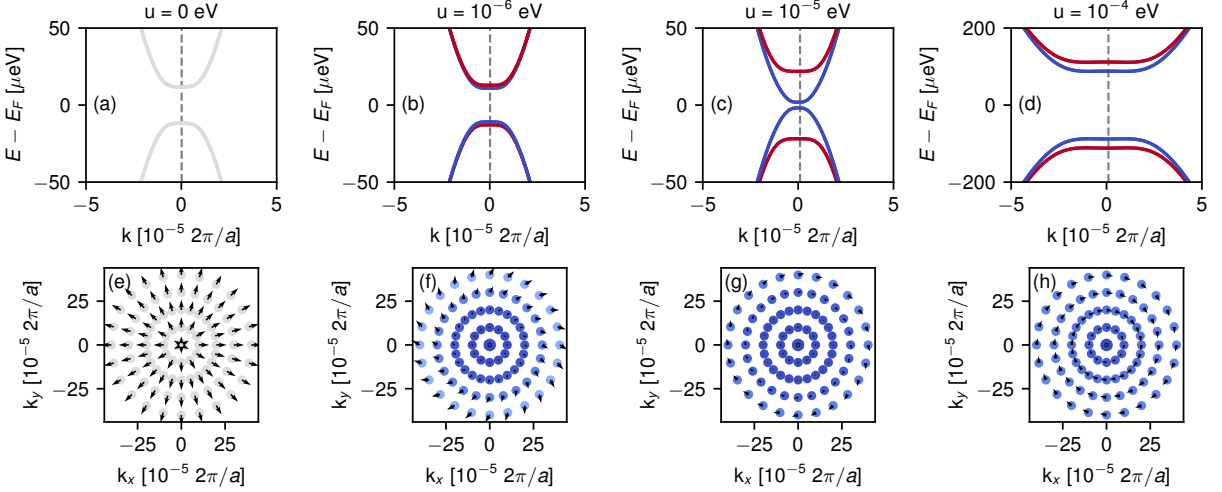 u = 0 eV
u = 10⁻⁶ eV
u = 10⁻⁵ eV
u = 10⁻⁴ eV
E − E_F [μeV]
50
0
−50
(a)
−5
0
5
k [10⁻⁵ 2π/a]
E − E_F [μeV]
50
0
−50
(b)
−5
0
5
k [10⁻⁵ 2π/a]
E − E_F [μeV]
50
0
−50
(c)
−5
0
5
k [10⁻⁵ 2π/a]
E − E_F [μeV]
200
100
0
−100
−200
(d)
−5
0
5
k [10⁻⁵ 2π/a]
k_y [10⁻⁵ 2π/a]
25
0
−25
(e)
−25
0
25
k_x [10⁻⁵ 2π/a]
k_y [10⁻⁵ 2π/a]
25
0
−25
(f)
−25
0
25
k_x [10⁻⁵ 2π/a]
k_y [10⁻⁵ 2π/a]
25
0
−25
(g)
−25
0
25
k_x [10⁻⁵ 2π/a]
k_y [10⁻⁵ 2π/a]
25
0
−25
(h)
−25
0
25
k_x [10⁻⁵ 2π/a]